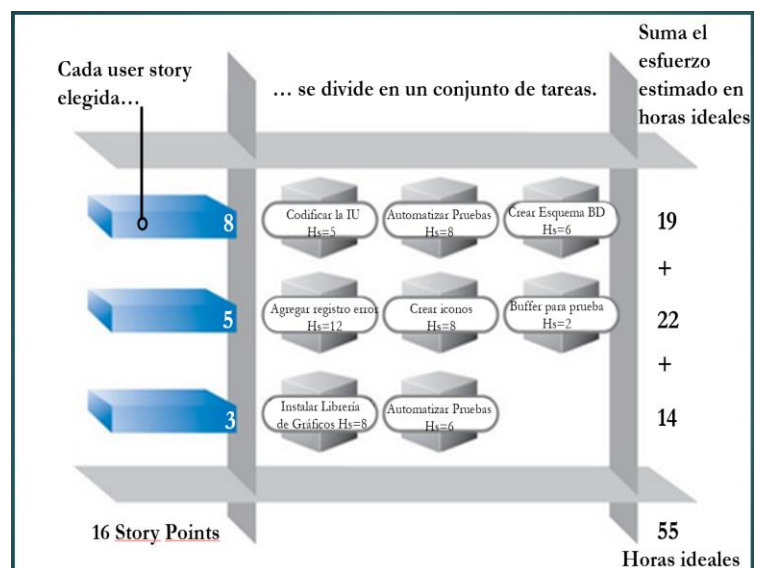 Cada user story
elegida…
… se divide en un conjunto de tareas.
Suma el
esfuerzo
estimado en
horas ideales
8
Codificar la IU
Hs=5
Automatizar Pruebas
Hs=8
Crear Esquema BD
Hs=6
19
+
5
Agregar registro error
Hs=12
Crear iconos
Hs=8
Buffer para prueba
Hs=2
22
+
3
Instalar Librería
de Gráficos Hs=8
Automatizar Pruebas
Hs=6
14
16 Story Points
55
Horas ideales